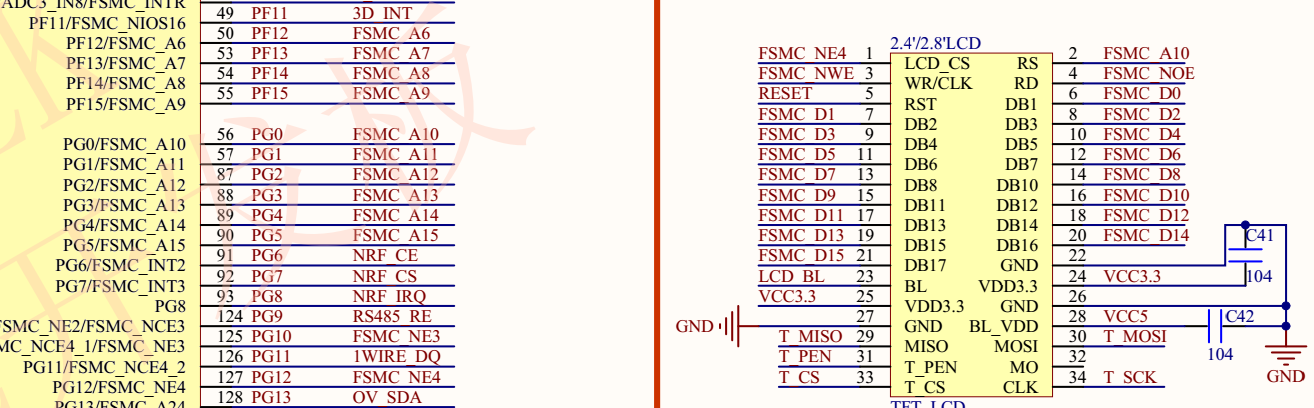 ADC3_IN8/FSMC_INTR
PF11/FSMC_NIOS16 49 PF11 3D_INT
PF12/FSMC_A6 50 PF12 FSMC_A6
PF13/FSMC_A7 53 PF13 FSMC_A7
PF14/FSMC_A8 54 PF14 FSMC_A8
PF15/FSMC_A9 55 PF15 FSMC_A9
PG0/FSMC_A10 56 PG0 FSMC_A10
PG1/FSMC_A11 57 PG1 FSMC_A11
PG2/FSMC_A12 87 PG2 FSMC_A12
PG3/FSMC_A13 88 PG3 FSMC_A13
PG4/FSMC_A14 89 PG4 FSMC_A14
PG5/FSMC_A15 90 PG5 FSMC_A15
PG6/FSMC_INT2 91 PG6 NRF_CE
PG7/FSMC_INT3 92 PG7 NRF_CS
PG8 93 PG8 NRF_IRQ
FSMC_NE2/FSMC_NCE3 124 PG9 RS485_RE
MC_NCE4_1/FSMC_NE3 125 PG10 FSMC_NE3
PG11/FSMC_NCE4_2 126 PG11 1WIRE_DQ
PG12/FSMC_NE4 127 PG12 FSMC_NE4
PG13/FSMC_A24 128 PG13 OV_SDA
2.4'/2.8'LCD
FSMC_NE4 1 LCD_CS RS 2 FSMC_A10
FSMC_NWE 3 WR/CLK RD 4 FSMC_NOE
RESET 5 RST DB1 6 FSMC_D0
FSMC_D1 7 DB2 DB3 8 FSMC_D2
FSMC_D3 9 DB4 DB5 10 FSMC_D4
FSMC_D5 11 DB6 DB7 12 FSMC_D6
FSMC_D7 13 DB8 DB10 14 FSMC_D8
FSMC_D9 15 DB11 DB12 16 FSMC_D10
FSMC_D11 17 DB13 DB14 18 FSMC_D12
FSMC_D13 19 DB15 DB16 20 FSMC_D14 C41
FSMC_D15 21 DB17 GND 22
LCD_BL 23 BL VDD3.3 24 VCC3.3 104
VCC3.3 25 VDD3.3 GND 26
GND 27 GND BL_VDD 28 VCC5 C42
T_MISO 29 MISO MOSI 30 T_MOSI 104
T_PEN 31 T_PEN MO 32
T_CS 33 T_CS CLK 34 T_SCK GND
TFT_LCD
开发板